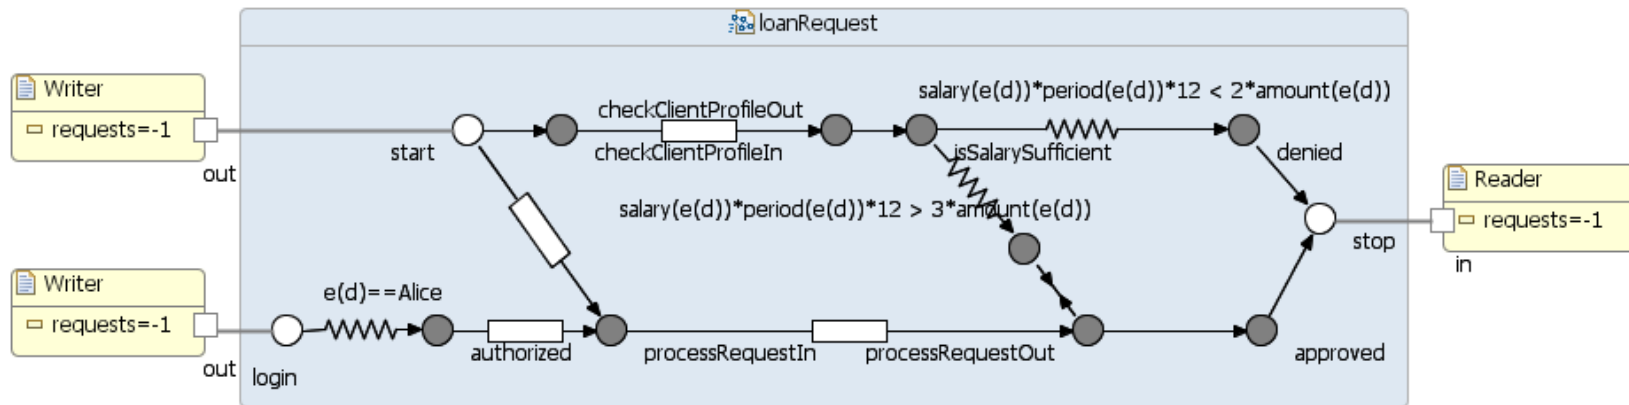 loanRequest
Writer
requests=-1
out
start
checkClientProfileOut
checkClientProfileIn
salary(e(d))*period(e(d))*12 < 2*amount(e(d))
isSalarySufficient
denied
salary(e(d))*period(e(d))*12 > 3*amount(e(d))
Reader
requests=-1
in
stop
Writer
requests=-1
out
login
e(d)==Alice
authorized
processRequestIn
processRequestOut
approved